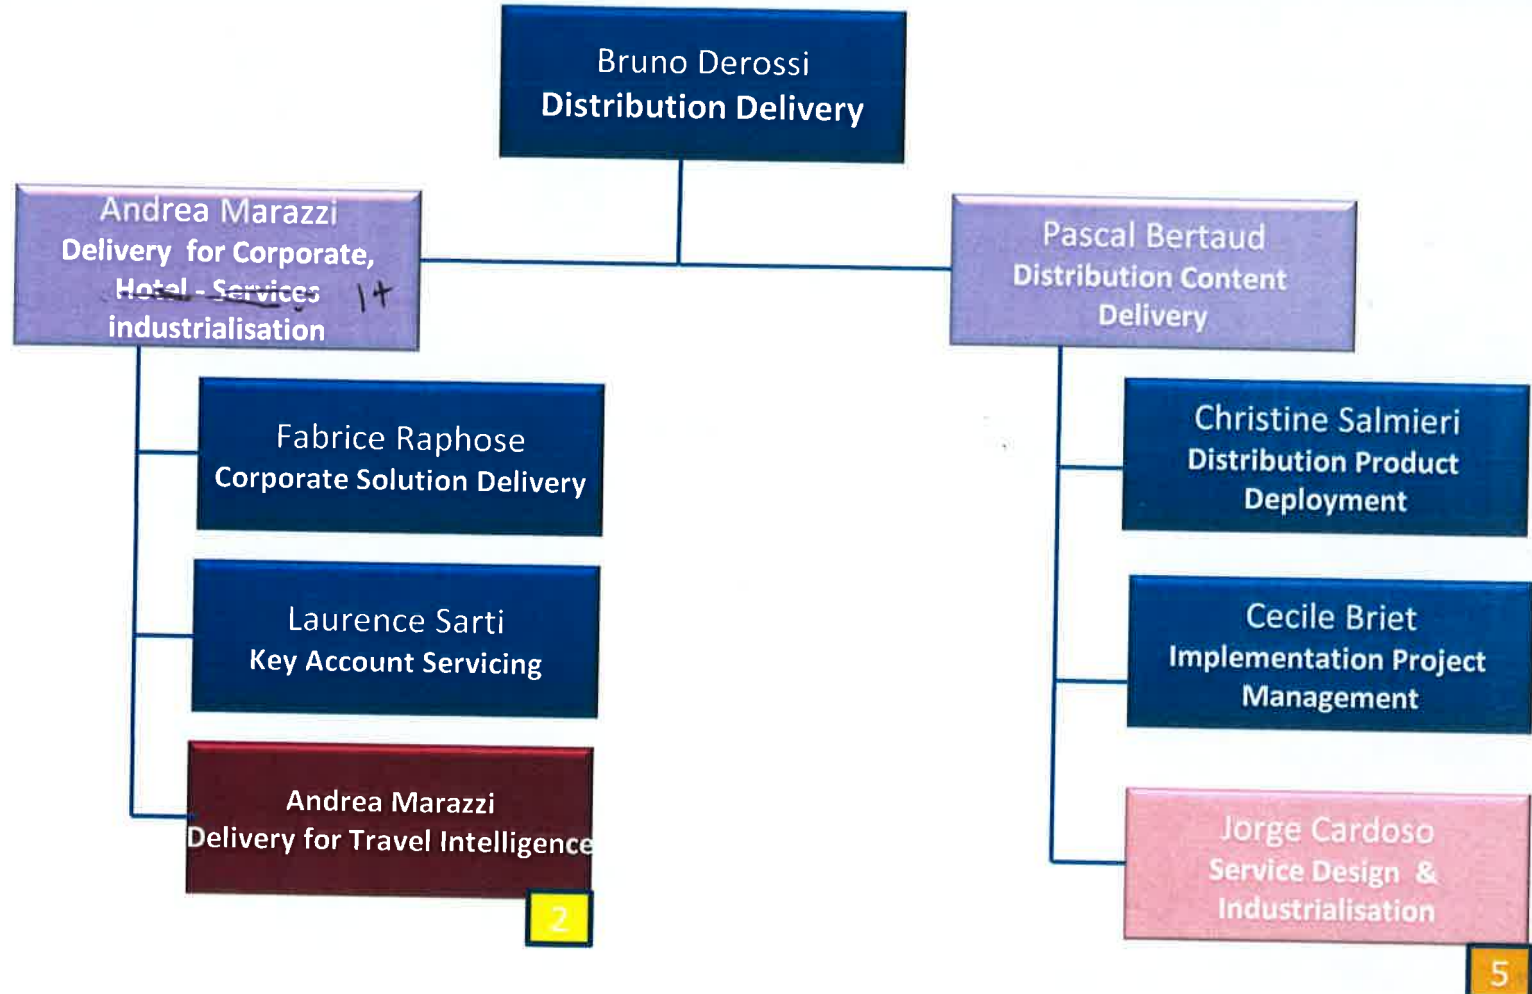 Bruno Derossi
Distribution Delivery
Andrea Marazzi
Delivery for Corporate,
Hotel - Services
industrialisation
Pascal Bertaud
Distribution Content
Delivery
Fabrice Raphose
Corporate Solution Delivery
Laurence Sarti
Key Account Servicing
Andrea Marazzi
Delivery for Travel Intelligence
2
Christine Salmieri
Distribution Product
Deployment
Cecile Briet
Implementation Project
Management
Jorge Cardoso
Service Design &
Industrialisation
5